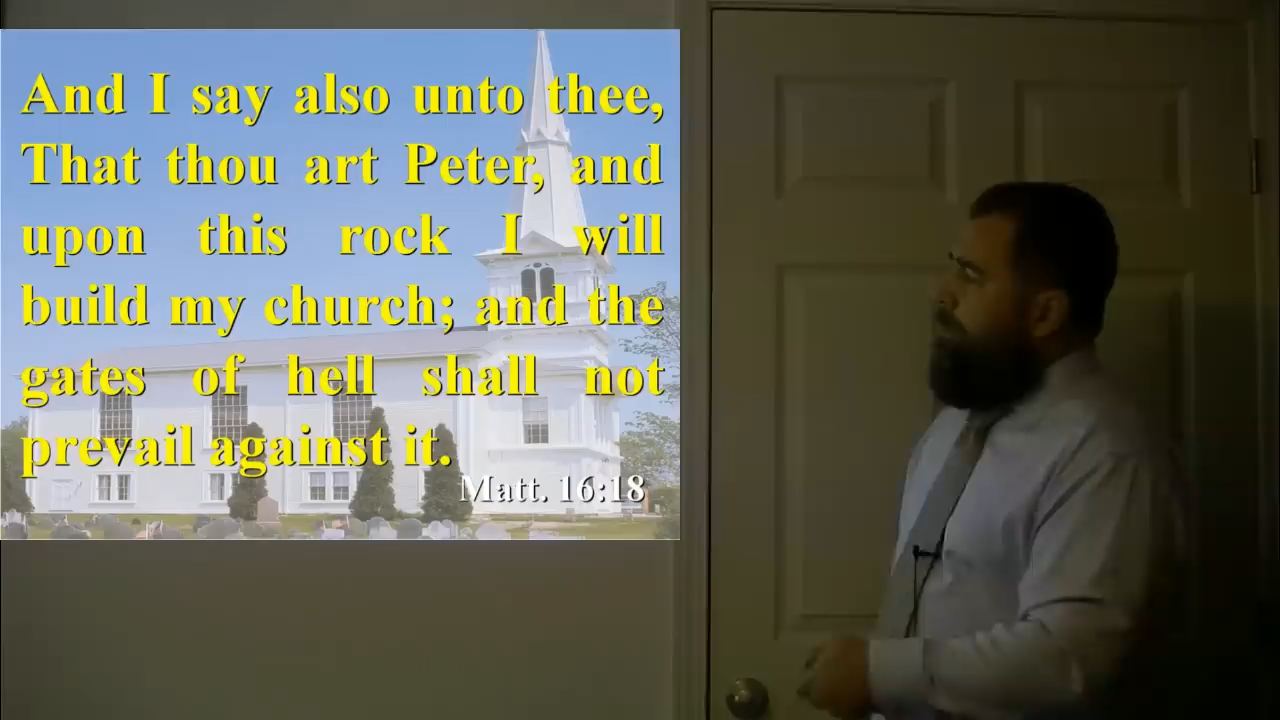 And I say also unto thee,
That thou art Peter, and
upon this rock I will
build my church; and the
gates of hell shall not
prevail against it.
Matt. 16:18